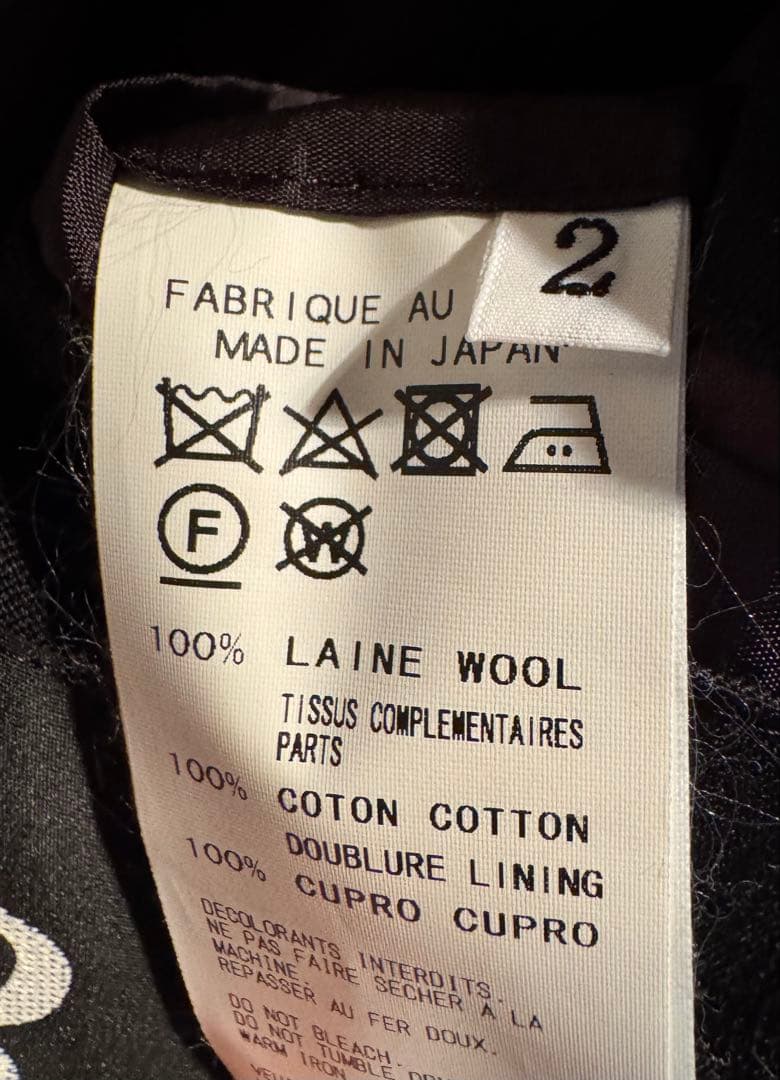 2
FABRIQUE AU
MADE IN JAPAN
F
W
100% LAINE WOOL
TISSUS COMPLEMENTAIRES
PARTS
100% COTON COTTON
DOUBLURE LINING
100% CUPRO CUPRO
DECOLORANTS INTERDITS.
NE PAS FAIRE SECHER A LA
MACHINE.
REPASSER AU FER DOUX.
DO NOT BLEACH.
DO NOT TUMBLE
WARM IRON